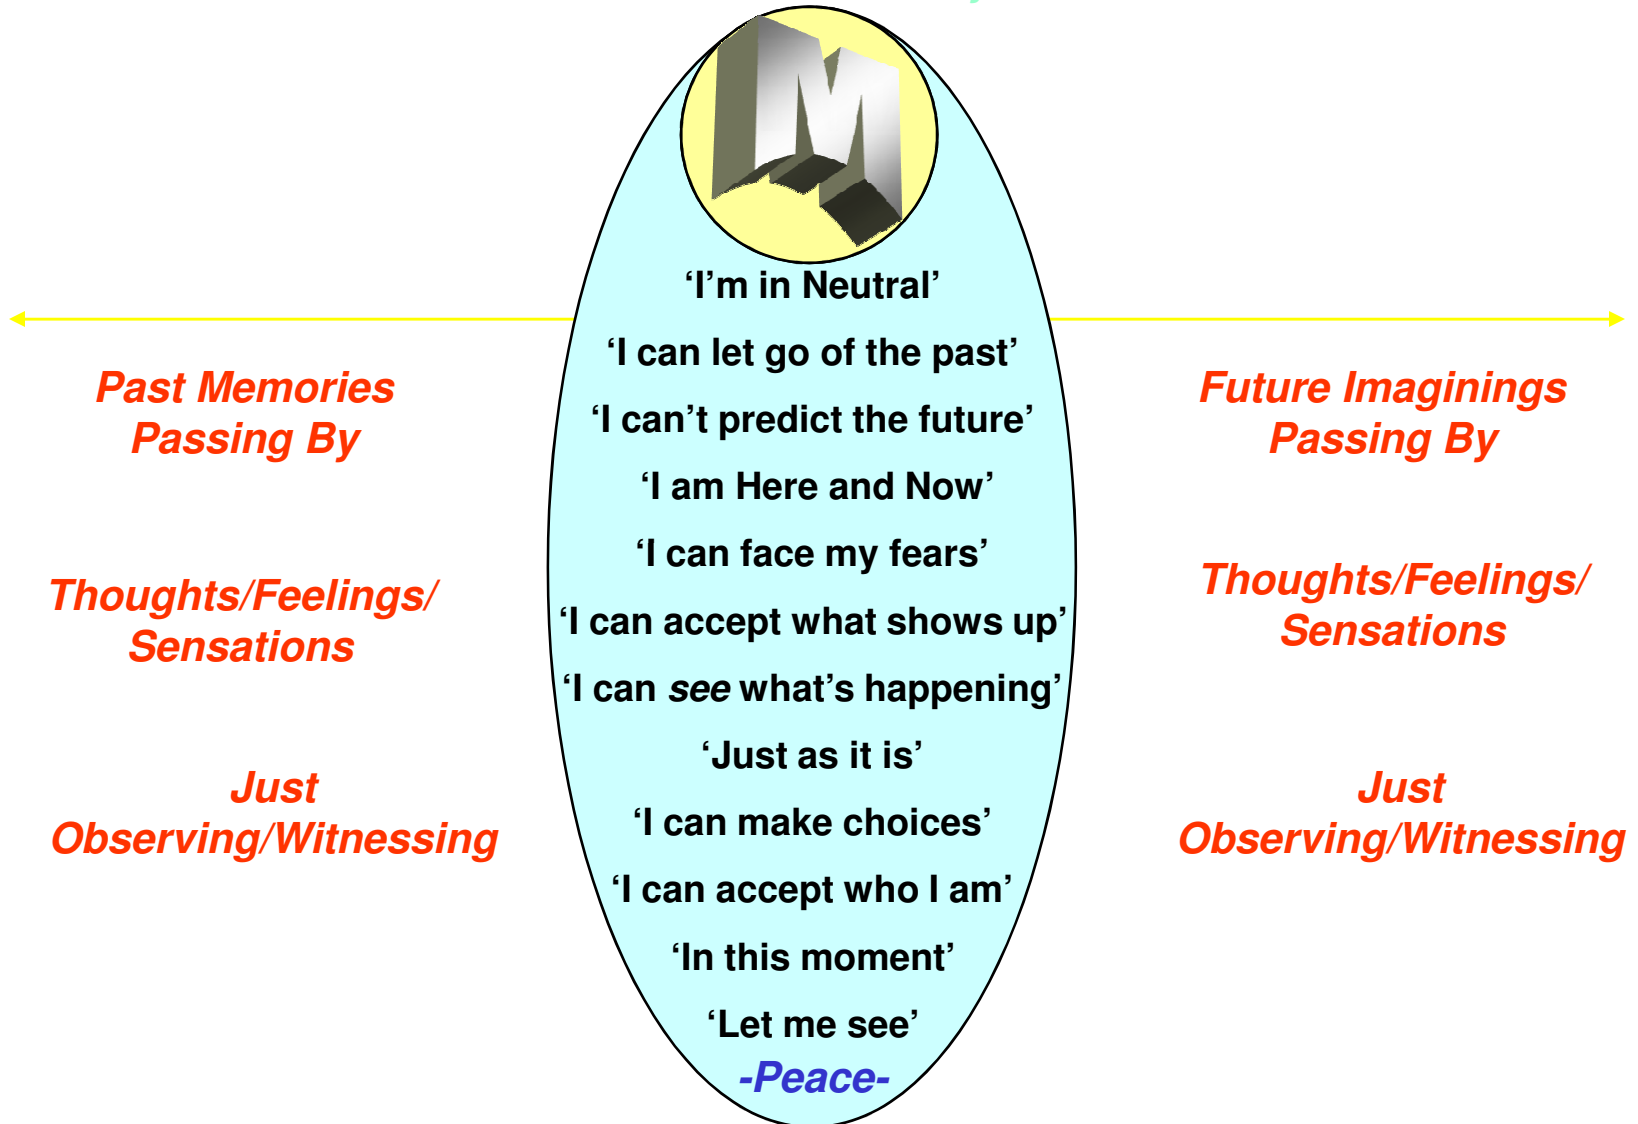 IM
‘I’m in Neutral’
‘I can let go of the past’
‘I can’t predict the future’
‘I am Here and Now’
‘I can face my fears’
‘I can accept what shows up’
‘I can see what’s happening’
‘Just as it is’
‘I can make choices’
‘I can accept who I am’
‘In this moment’
‘Let me see’
-Peace-
Past Memories
Passing By
Thoughts/Feelings/
Sensations
Just
Observing/Witnessing
Future Imaginings
Passing By
Thoughts/Feelings/
Sensations
Just
Observing/Witnessing